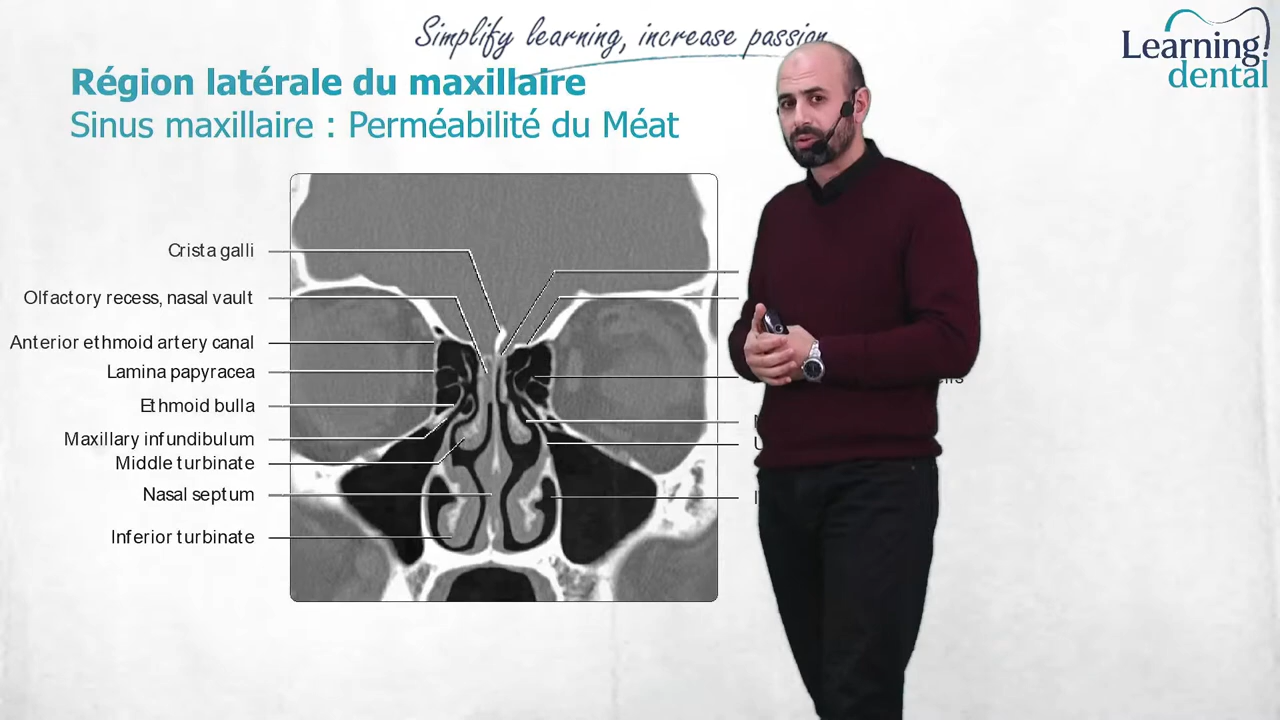 Simplify learning, increase passion
Learning!
dental
Région latérale du maxillaire
Sinus maxillaire : Perméabilité du Méat
Crista galli
Olfactory recess, nasal vault
Anterior ethmoid artery canal
Lamina papyracea
Ethmoid bulla
Maxillary infundibulum
Middle turbinate
Nasal septum
Inferior turbinate